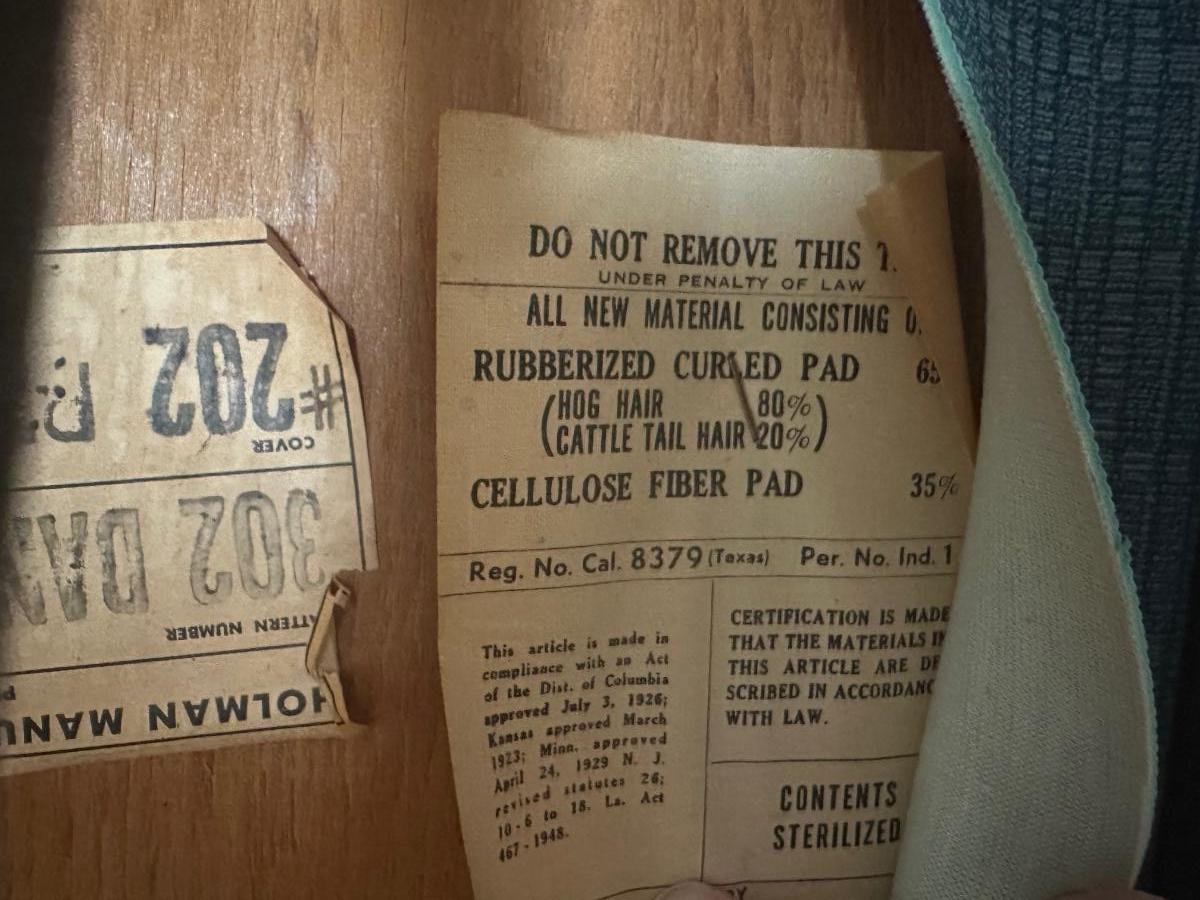 DO NOT REMOVE THIS
UNDER PENALTY OF LAW
ALL NEW MATERIAL CONSISTING
RUBBERIZED CURLED PAD 65
(HOG HAIR 80%
CATTLE TAIL HAIR 20%)
CELLULOSE FIBER PAD 35%
Reg. No. Cal. 8379 (Texas) Per. No. Ind. 1
This article is made in
compliance with an Act
of the Dist. of Columbia
approved July 3, 1926;
Kansas approved March
1923; Minn. approved
April 24, 1929 N. J.
revised statutes 26;
10-6 to 18. La. Act
467-1948.
CERTIFICATION IS MADE
THAT THE MATERIALS IN
THIS ARTICLE ARE DE
SCRIBED IN ACCORDANC
WITH LAW.
CONTENTS
STERILIZED
HOLMAN MANU
ATTERN NUMBER
302 DAN
COVER
#202